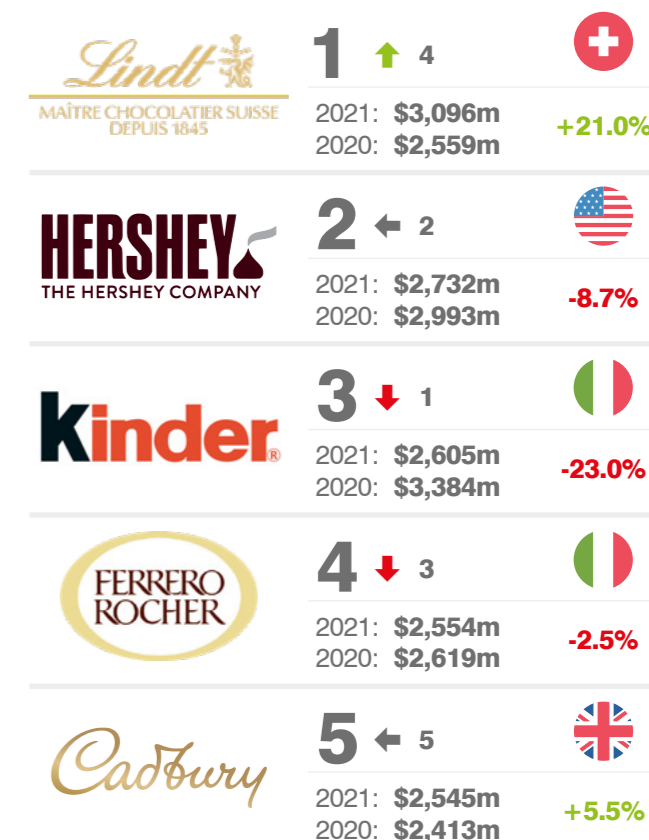 Lindt
MAÎTRE CHOCOLATIER SUISSE
DEPUIS 1845
1 4
2021: $3,096m
2020: $2,559m
+21.0%
HERSHEY
THE HERSHEY COMPANY
2 2
2021: $2,732m
2020: $2,993m
-8.7%
Kinder®
3 1
2021: $2,605m
2020: $3,384m
-23.0%
FERRERO
ROCHER
4 3
2021: $2,554m
2020: $2,619m
-2.5%
Cadbury
5 5
2021: $2,545m
2020: $2,413m
+5.5%